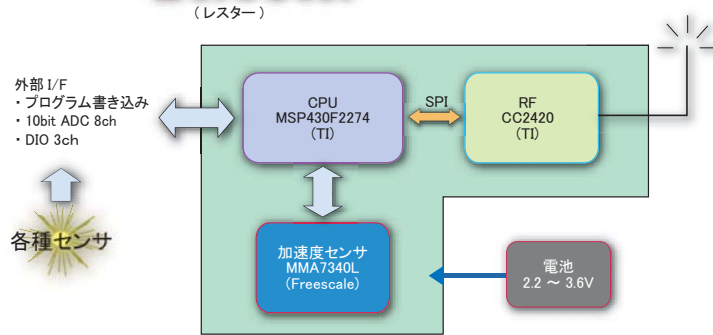 (レスター)
外部 I/F
・プログラム書き込み
・10bit ADC 8ch
・DIO 3ch
CPU
MSP430F2274
(TI)
SPI
RF
CC2420
(TI)
各種センサ
加速度センサ
MMA7340L
(Freescale)
電池
2.2 ～ 3.6V